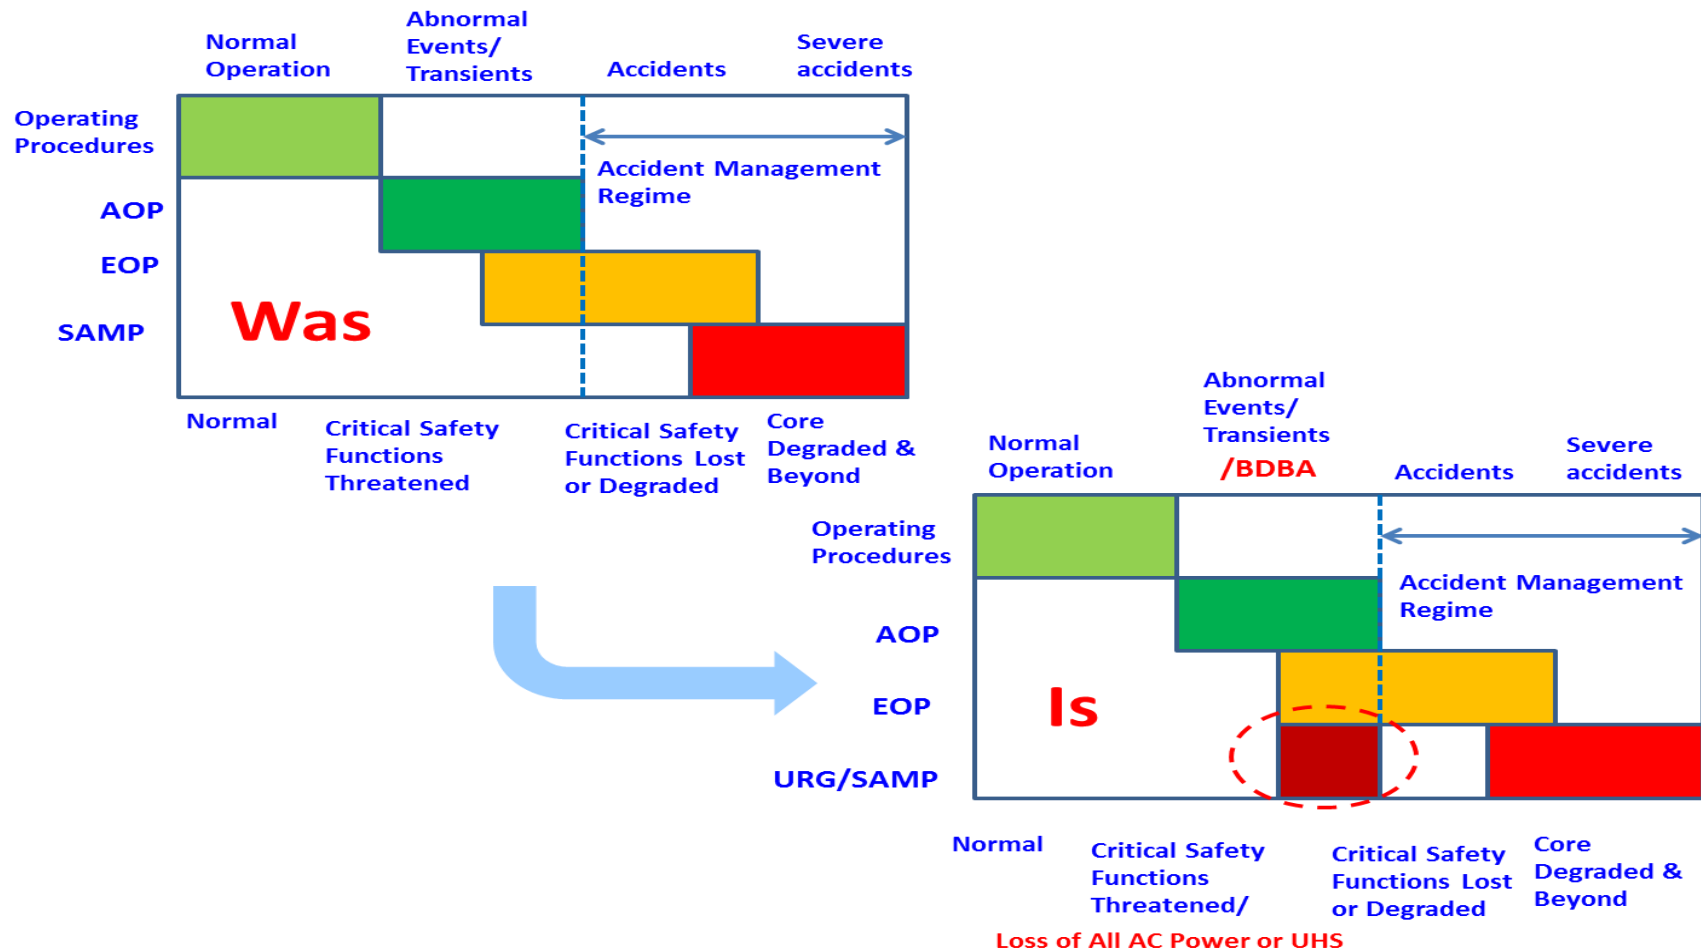 Normal
Operation
Abnormal
Events/
Transients
Accidents
Severe
accidents
Operating
Procedures
Accident Management
Regime
AOP
EOP
SAMP
Was
Normal
Critical Safety
Functions
Threatened
Critical Safety
Functions Lost
or Degraded
Core
Degraded &
Beyond
Normal
Operation
Abnormal
Events/
Transients
/BDBA
Accidents
Severe
accidents
Operating
Procedures
Accident Management
Regime
AOP
EOP
URG/SAMP
Is
Normal
Critical Safety
Functions
Threatened/
Loss of All AC Power or UHS
Critical Safety
Functions Lost
or Degraded
Core
Degraded &
Beyond